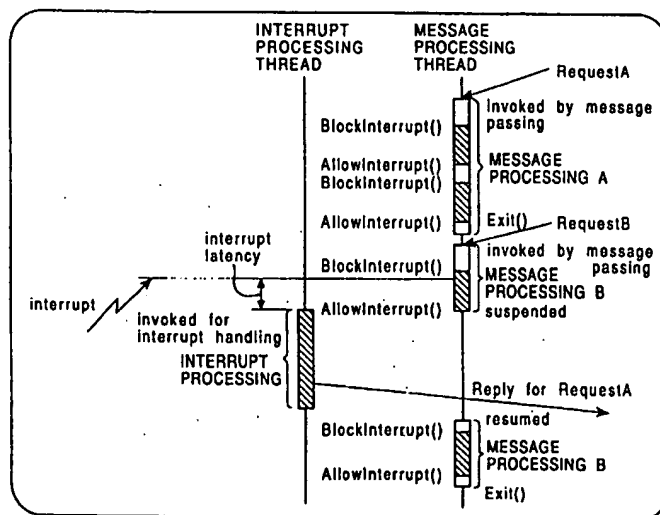 INTERRUPT
PROCESSING
THREAD
MESSAGE
PROCESSING
THREAD
RequestA
Invoked by message
passing
BlockInterrupt()
AllowInterrupt()
BlockInterrupt()
MESSAGE
PROCESSING A
AllowInterrupt()
Exit()
RequestB
interrupt
latency
invoked by message
passing
BlockInterrupt()
MESSAGE
PROCESSING B
suspended
interrupt
AllowInterrupt()
invoked for
interrupt handling
INTERRUPT
PROCESSING
Reply for RequestA
resumed
BlockInterrupt()
MESSAGE
PROCESSING B
AllowInterrupt()
Exit()